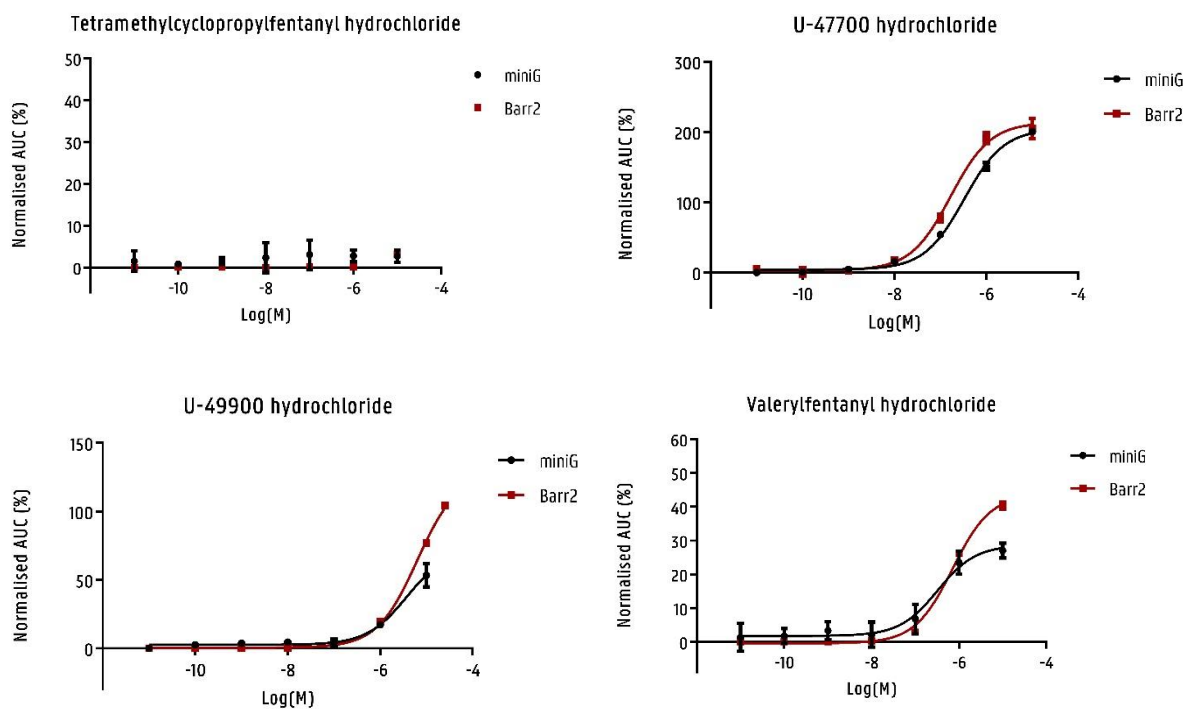 Tetramethylcyclopropylfentanyl hydrochloride
Normalised AUC (%)
50
40
30
20
10
0
-10
-8
-6
-4
Log(M)
miniG
Barr2
U-47700 hydrochloride
Normalised AUC (%)
300
200
100
0
-10
-8
-6
-4
Log(M)
miniG
Barr2
U-49900 hydrochloride
Normalised AUC (%)
150
100
50
0
-10
-8
-6
-4
Log(M)
miniG
Barr2
Valerylfentanyl hydrochloride
Normalised AUC (%)
60
50
40
30
20
10
0
-10
-8
-6
-4
Log(M)
miniG
Barr2